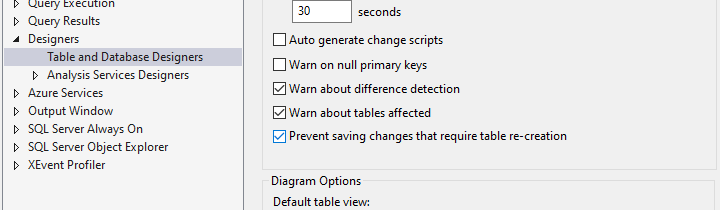 Query Execution
Query Results
Designers
Table and Database Designers
Analysis Services Designers
Azure Services
Output Window
SQL Server Always On
SQL Server Object Explorer
XEvent Profiler
30 seconds
Auto generate change scripts
Warn on null primary keys
Warn about difference detection
Warn about tables affected
Prevent saving changes that require table re-creation
Diagram Options
Default table view: